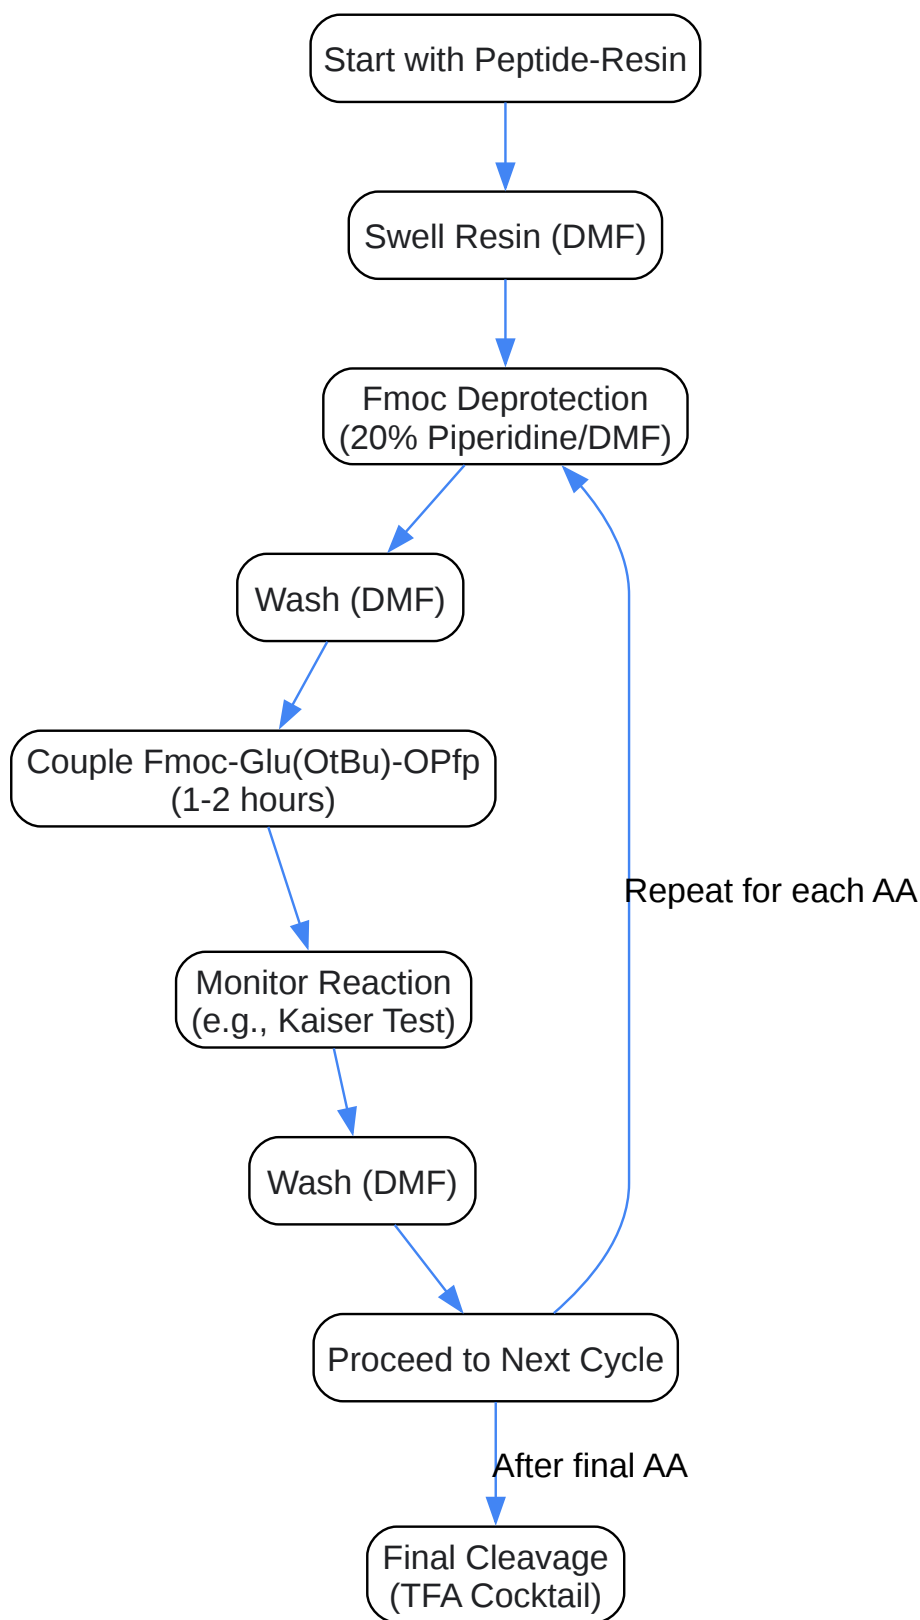 Start with Peptide-Resin
Swell Resin (DMF)
Fmoc Deprotection
(20% Piperidine/DMF)
Wash (DMF)
Couple Fmoc-Glu(OtBu)-OPfp
(1-2 hours)
Repeat for each AA
Monitor Reaction
(e.g., Kaiser Test)
Wash (DMF)
Proceed to Next Cycle
After final AA
Final Cleavage
(TFA Cocktail)